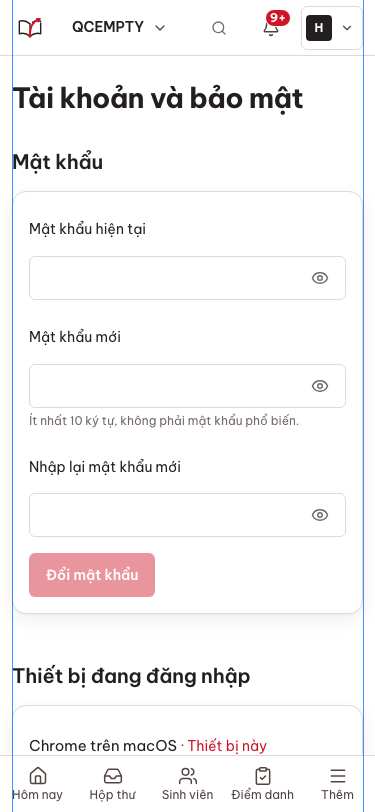 QCEMPTY
9+
H
Tài khoản và bảo mật
Mật khẩu
Mật khẩu hiện tại
Mật khẩu mới
Ít nhất 10 ký tự, không phải mật khẩu phổ biến.
Nhập lại mật khẩu mới
Đổi mật khẩu
Thiết bị đang đăng nhập
Chrome trên macOS · Thiết bị này
Hôm nay Hộp thư Sinh viên Điểm danh Thêm